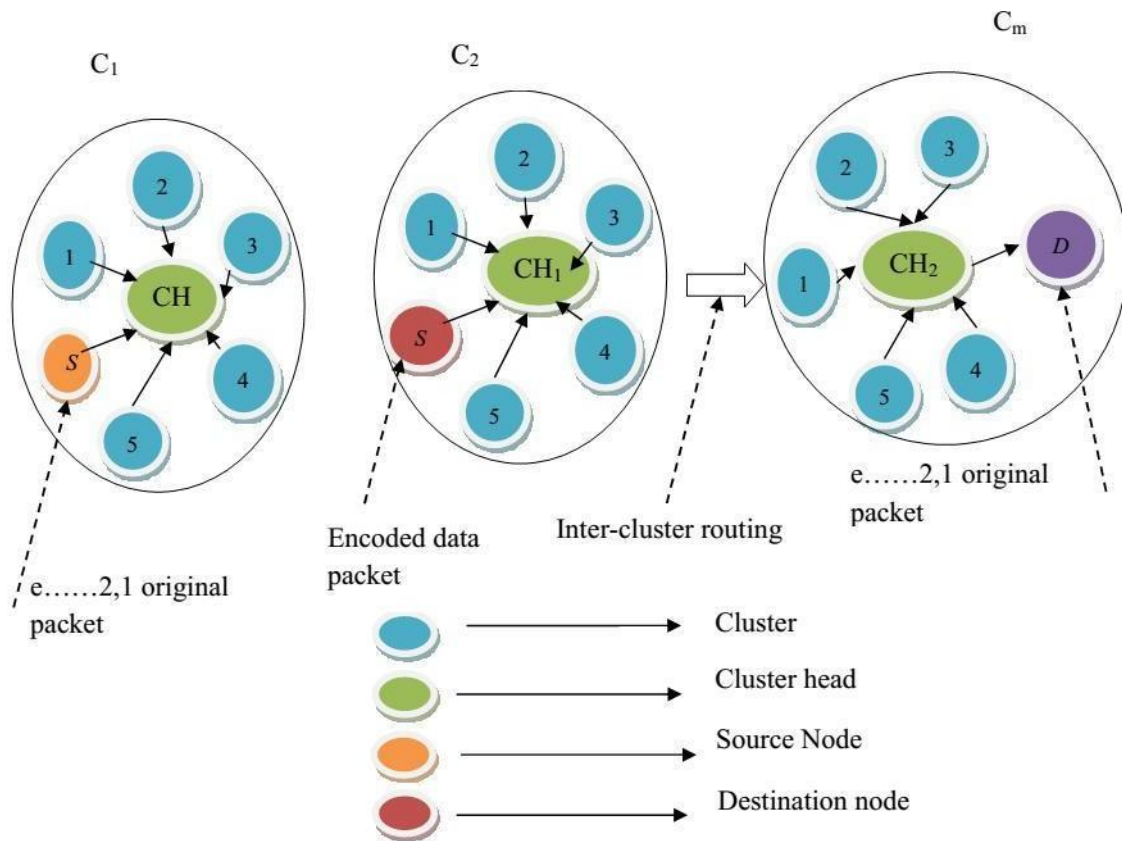 C₁
C₂
Cₘ
2
1
3
CH
S
4
5
2
1
3
CH₁
S
4
5
2
3
D
CH₂
1
4
5
e……2,1 original
packet
Encoded data
packet
Inter-cluster routing
e……2,1 original
packet
Cluster
Cluster head
Source Node
Destination node